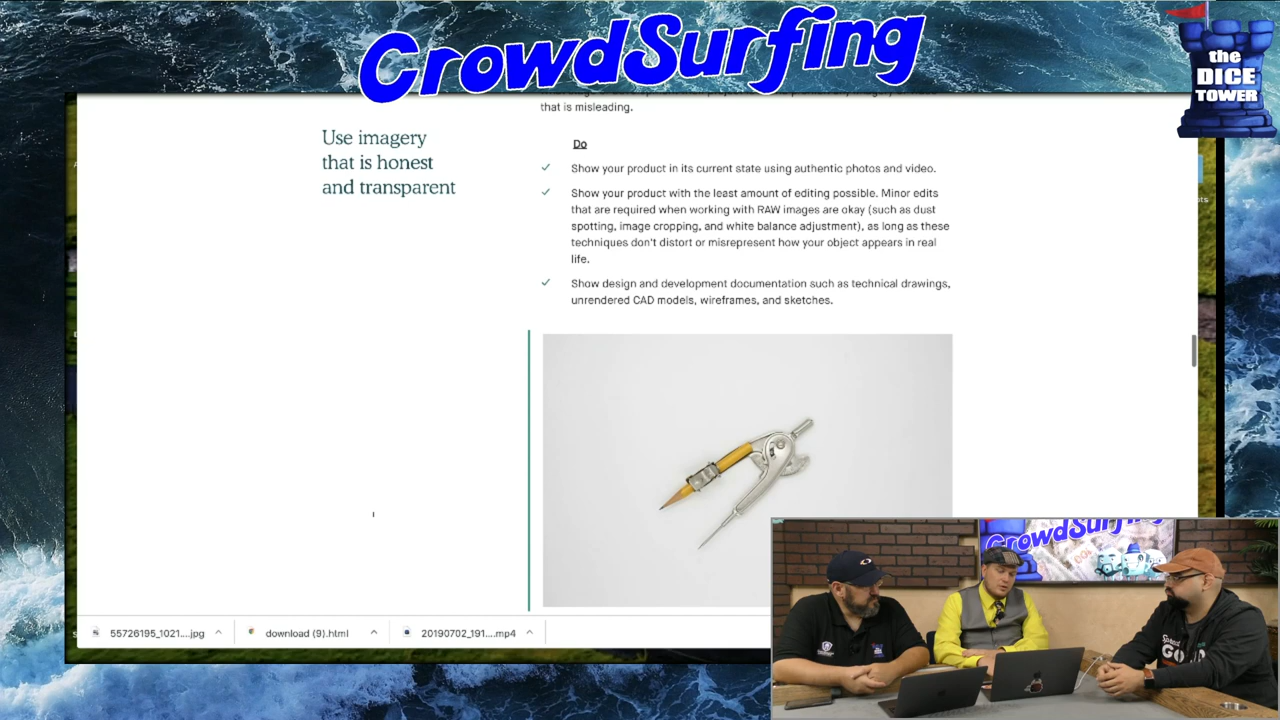 CrowdSurfing
the
DICE
TOWER
that is misleading.
Use imagery
that is honest
and transparent
Do
Show your product in its current state using authentic photos and video.
Show your product with the least amount of editing possible. Minor edits
that are required when working with RAW images are okay (such as dust
spotting, image cropping, and white balance adjustment), as long as these
techniques don't distort or misrepresent how your object appears in real
life.
Show design and development documentation such as technical drawings,
unrendered CAD models, wireframes, and sketches.
CrowdSurfing
55726195_1021....jpg
download (9).html
20190702_191....mp4